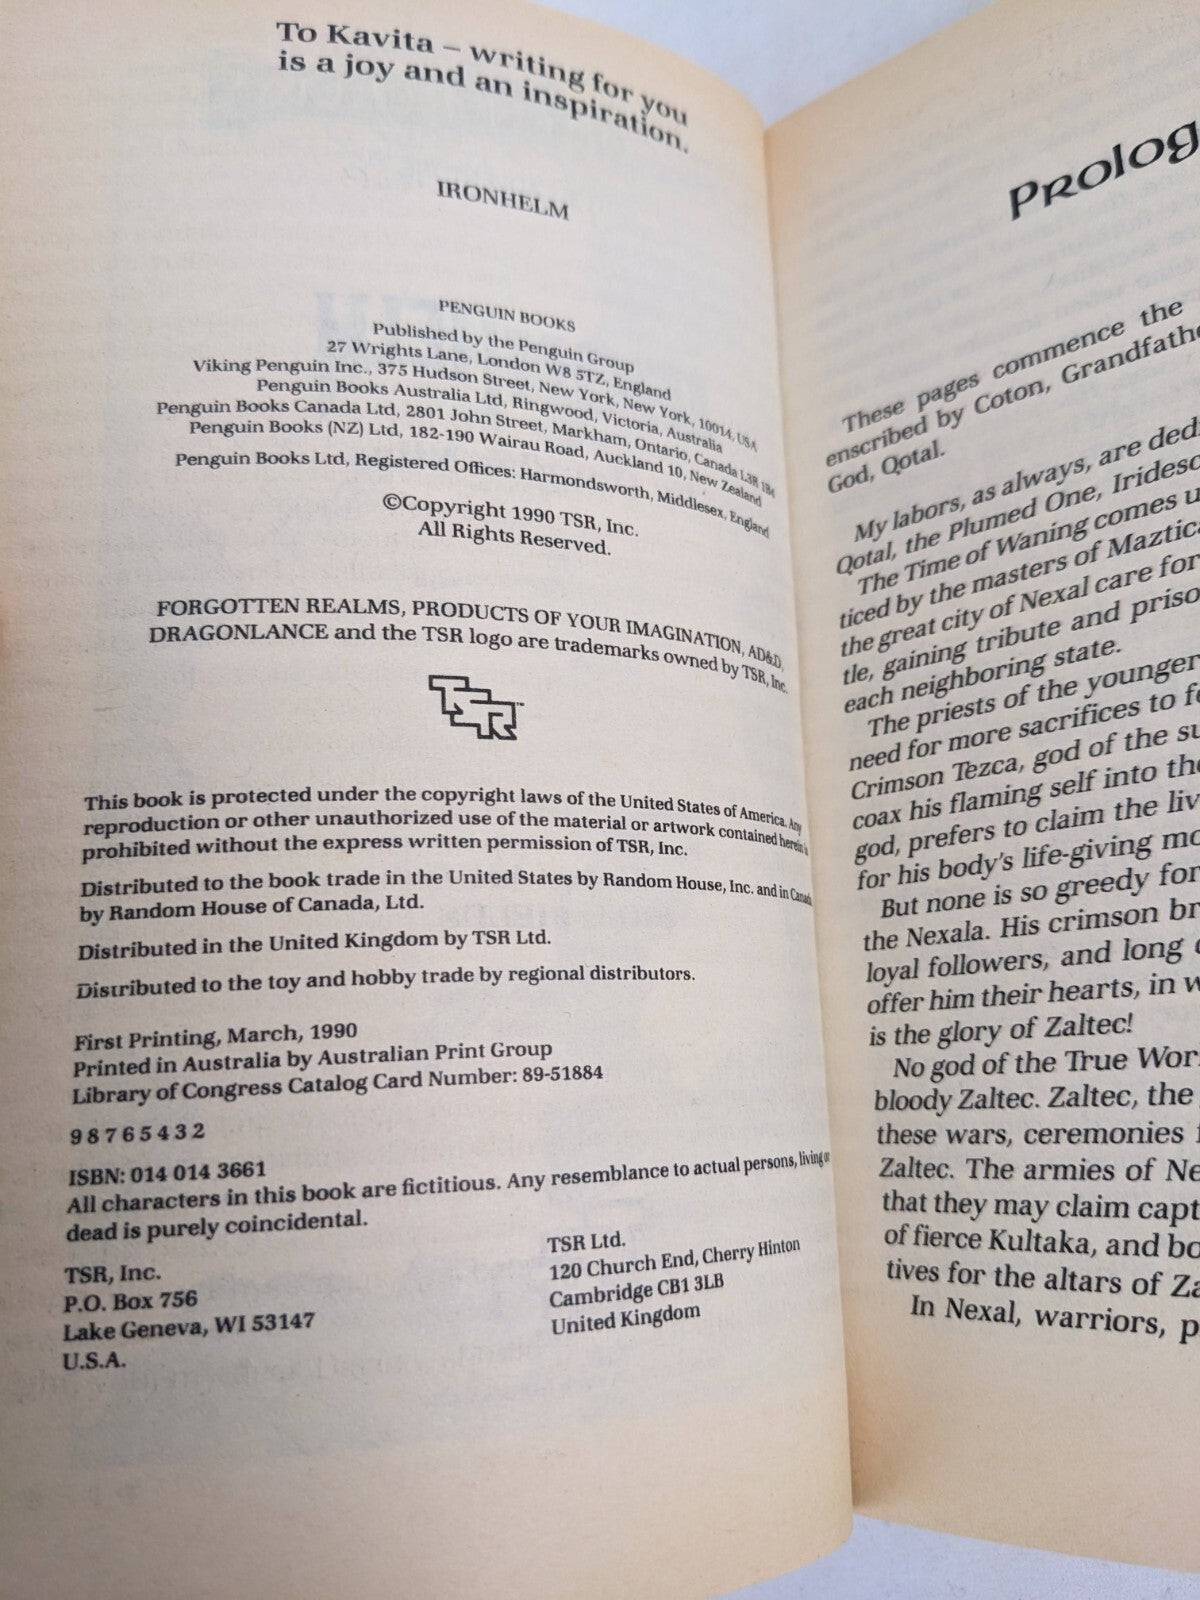 To Kavita – writing for you
is a joy and an inspiration.
IRONHELM
PENGUIN BOOKS
Published by the Penguin Group
27 Wrights Lane, London W8 5TZ, England
Viking Penguin Inc., 375 Hudson Street, New York, New York, 10014, USA
Penguin Books Australia Ltd, Ringwood, Victoria, Australia
Penguin Books Canada Ltd, 2801 John Street, Markham, Ontario, Canada L3R 1B4
Penguin Books (NZ) Ltd, 182-190 Wairau Road, Auckland 10, New Zealand
Penguin Books Ltd, Registered Offices: Harmondsworth, Middlesex, England
©Copyright 1990 TSR, Inc.
All Rights Reserved.
FORGOTTEN REALMS, PRODUCTS OF YOUR IMAGINATION, AD&D,
DRAGONLANCE and the TSR logo are trademarks owned by TSR, Inc.
TSR™
This book is protected under the copyright laws of the United States of America. Any
reproduction or other unauthorized use of the material or artwork contained herein is
prohibited without the express written permission of TSR, Inc.
Distributed to the book trade in the United States by Random House, Inc. and in Canada
by Random House of Canada, Ltd.
Distributed in the United Kingdom by TSR Ltd.
Distributed to the toy and hobby trade by regional distributors.
First Printing, March, 1990
Printed in Australia by Australian Print Group
Library of Congress Catalog Card Number: 89-51884
9 8 7 6 5 4 3 2
ISBN: 014 014 3661
All characters in this book are fictitious. Any resemblance to actual persons, living or
dead is purely coincidental.
TSR, Inc.
P.O. Box 756
Lake Geneva, WI 53147
U.S.A.
TSR Ltd.
120 Church End, Cherry Hinton
Cambridge CB1 3LB
United Kingdom
Prolog
These pages commence the
enscribed by Coton, Grandfathe
God, Qotal.
My labors, as always, are dedi
Qotal, the Plumed One, Iridesc
The Time of Waning comes u
ticed by the masters of Maztica
the great city of Nexal care for
tle, gaining tribute and priso
each neighboring state.
The priests of the younger
need for more sacrifices to fe
Crimson Tezca, god of the su
coax his flaming self into the
god, prefers to claim the liv
for his body's life-giving mo
But none is so greedy for
the Nexala. His crimson br
loyal followers, and long
offer him their hearts, in w
is the glory of Zaltec!
No god of the True Wor
bloody Zaltec. Zaltec, the
these wars, ceremonies f
Zaltec. The armies of Ne
that they may claim capt
of fierce Kultaka, and bo
tives for the altars of Za
In Nexal, warriors, p